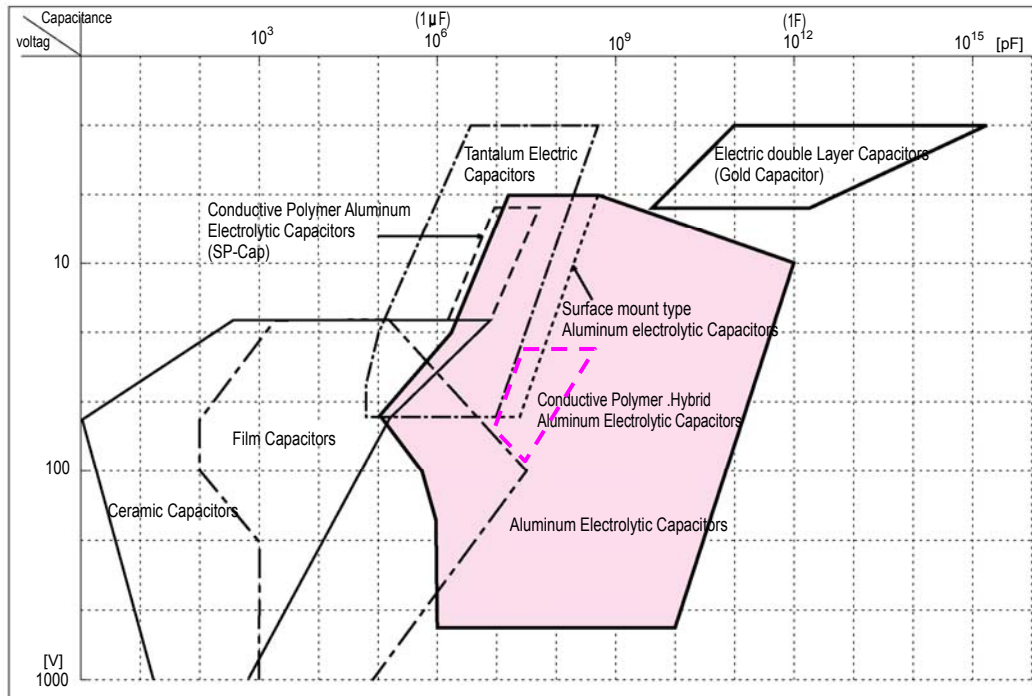 Capacitance
voltag
(1μF)
(1F)
10³
10⁶
10⁹
10¹²
10¹⁵ [pF]
Tantalum Electric
Capacitors
Electric double Layer Capacitors
(Gold Capacitor)
Conductive Polymer Aluminum
Electrolytic Capacitors
(SP-Cap)
10
Surface mount type
Aluminum electrolytic Capacitors
Conductive Polymer .Hybrid
Aluminum Electrolytic Capacitors
Film Capacitors
100
Ceramic Capacitors
Aluminum Electrolytic Capacitors
[V]
1000